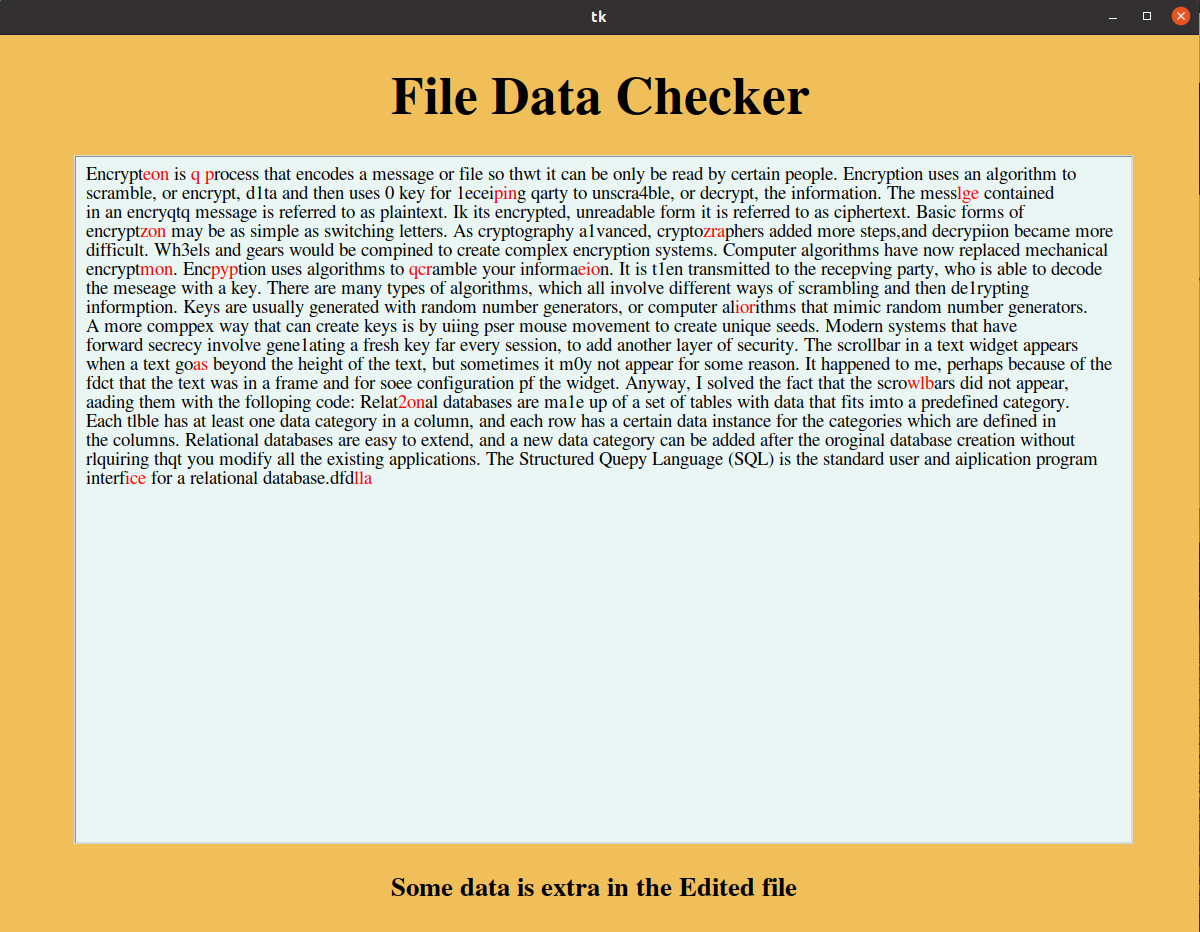 tk
File Data Checker
Encrypteon is q process that encodes a message or file so thwt it can be only be read by certain people. Encryption uses an algorithm to
scramble, or encrypt, d1ta and then uses 0 key for 1eceiping qarty to unscra4ble, or decrypt, the information. The messlge contained
in an encryqtq message is referred to as plaintext. Ik its encrypted, unreadable form it is referred to as ciphertext. Basic forms of
encryptzon may be as simple as switching letters. As cryptography a1vanced, cryptozraphers added more steps,and decrypiion became more
difficult. Wh3els and gears would be compined to create complex encryption systems. Computer algorithms have now replaced mechanical
encryptmon. Encpyption uses algorithms to qcramble your informaeion. It is t1en transmitted to the recepving party, who is able to decode
the meseage with a key. There are many types of algorithms, which all involve different ways of scrambling and then de1rypting
informption. Keys are usually generated with random number generators, or computer aliorithms that mimic random number generators.
A more comppex way that can create keys is by uiing pser mouse movement to create unique seeds. Modern systems that have
forward secrecy involve gene1ating a fresh key far every session, to add another layer of security. The scrollbar in a text widget appears
when a text goas beyond the height of the text, but sometimes it m0y not appear for some reason. It happened to me, perhaps because of the
fdct that the text was in a frame and for soee configuration pf the widget. Anyway, I solved the fact that the scrowlbars did not appear,
aading them with the folloping code: Relat2onal databases are ma1e up of a set of tables with data that fits imto a predefined category.
Each tlble has at least one data category in a column, and each row has a certain data instance for the categories which are defined in
the columns. Relational databases are easy to extend, and a new data category can be added after the oroginal database creation without
rlquiring thqt you modify all the existing applications. The Structured Quepy Language (SQL) is the standard user and aiplication program
interfice for a relational database.dfdlla
Some data is extra in the Edited file